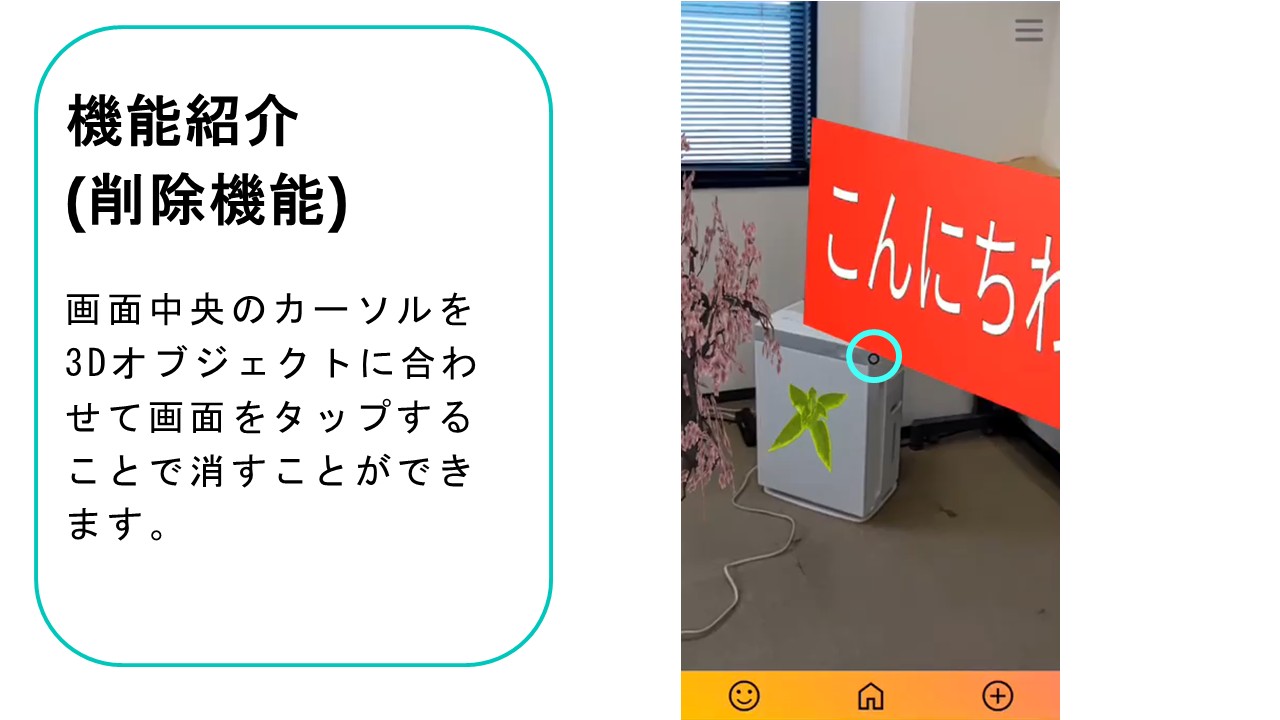 機能紹介
(削除機能)
画面中央のカーソルを
3Dオブジェクトに合わ
せて画面をタップする
ことで消すことができ
ます。
こんにちわ